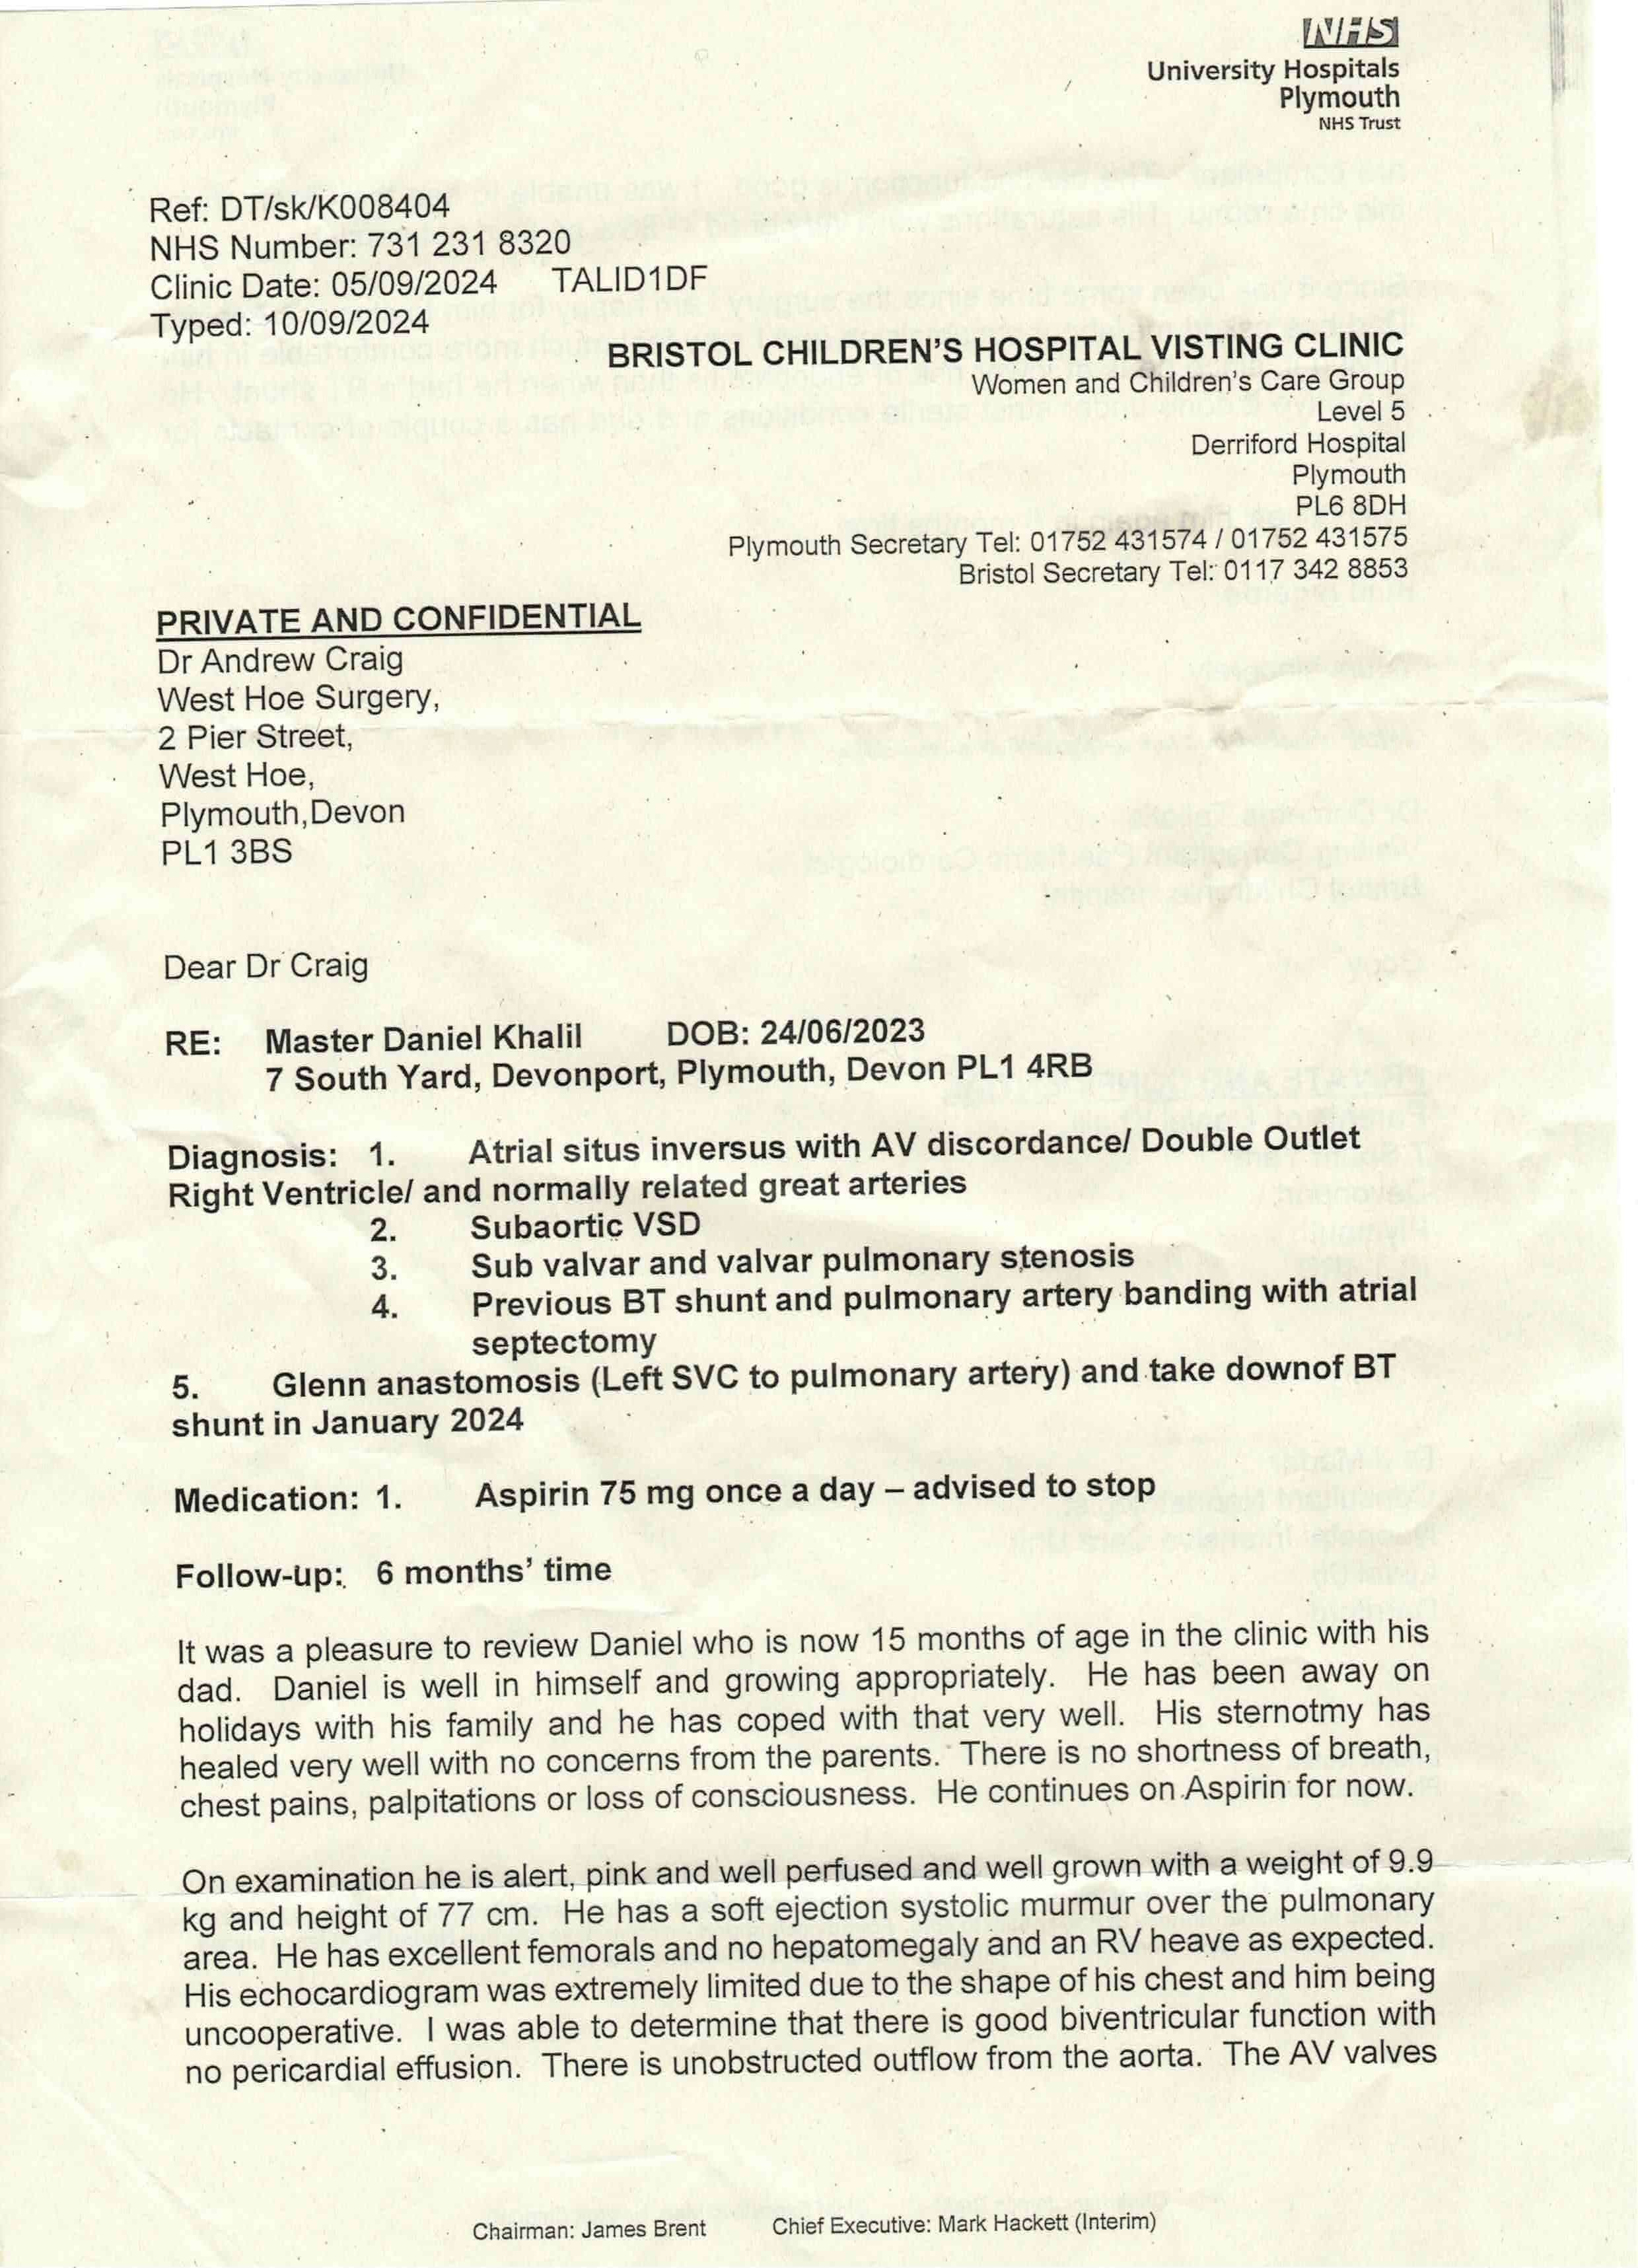 NHS
University Hospitals
Plymouth
NHS Trust
Ref: DT/sk/K008404
NHS Number: 731 231 8320
Clinic Date: 05/09/2024 TALID1DF
Typed: 10/09/2024
BRISTOL CHILDREN'S HOSPITAL VISTING CLINIC
Women and Children's Care Group
Level 5
Derriford Hospital
Plymouth
PL6 8DH
Plymouth Secretary Tel: 01752 431574 / 01752 431575
Bristol Secretary Tel: 0117 342 8853
PRIVATE AND CONFIDENTIAL
Dr Andrew Craig
West Hoe Surgery,
2 Pier Street,
West Hoe,
Plymouth,Devon
PL1 3BS
Dear Dr Craig
RE: Master Daniel Khalil DOB: 24/06/2023
7 South Yard, Devonport, Plymouth, Devon PL1 4RB
Diagnosis: 1. Atrial situs inversus with AV discordance/ Double Outlet
Right Ventricle/ and normally related great arteries
2. Subaortic VSD
3. Sub valvar and valvar pulmonary stenosis
4. Previous BT shunt and pulmonary artery banding with atrial
septectomy
5. Glenn anastomosis (Left SVC to pulmonary artery) and take downof BT
shunt in January 2024
Medication: 1. Aspirin 75 mg once a day – advised to stop
Follow-up: 6 months' time
It was a pleasure to review Daniel who is now 15 months of age in the clinic with his
dad. Daniel is well in himself and growing appropriately. He has been away on
holidays with his family and he has coped with that very well. His sternotmy has
healed very well with no concerns from the parents. There is no shortness of breath,
chest pains, palpitations or loss of consciousness. He continues on Aspirin for now.
On examination he is alert, pink and well perfused and well grown with a weight of 9.9
kg and height of 77 cm. He has a soft ejection systolic murmur over the pulmonary
area. He has excellent femorals and no hepatomegaly and an RV heave as expected.
His echocardiogram was extremely limited due to the shape of his chest and him being
uncooperative. I was able to determine that there is good biventricular function with
no pericardial effusion. There is unobstructed outflow from the aorta. The AV valves
Chairman: James Brent Chief Executive: Mark Hackett (Interim)